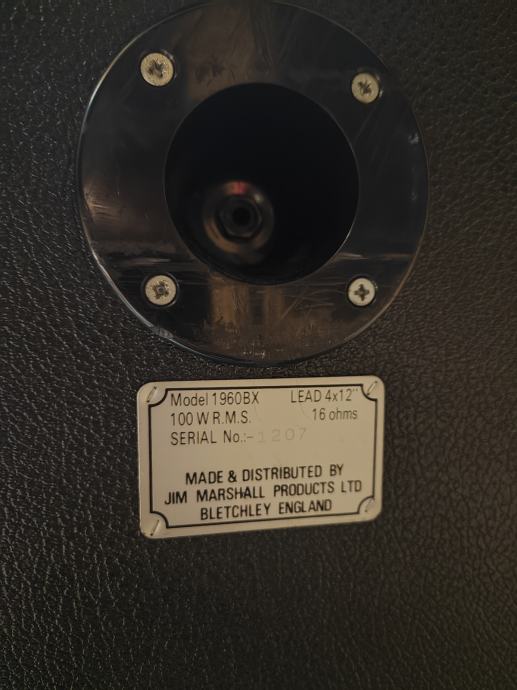 Model 1960BX LEAD 4x12"
100 W R.M.S. 16 ohms
SERIAL No.:- 1207
MADE & DISTRIBUTED BY
JIM MARSHALL PRODUCTS LTD
BLETCHLEY ENGLAND